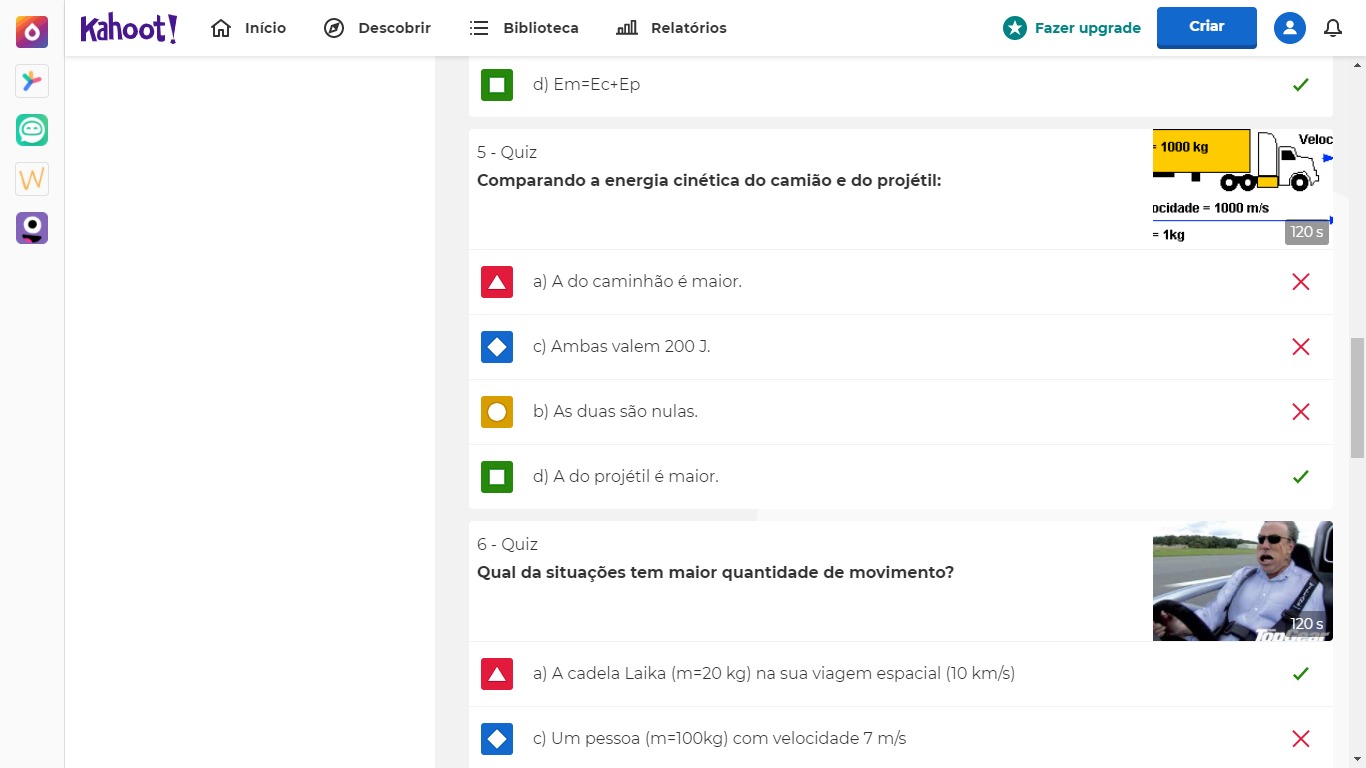 Kahoot!
Início
Descobrir
Biblioteca
Relatórios
Fazer upgrade
Criar
d) Em=Ec+Ep
5 - Quiz
Comparando a energia cinética do camião e do projétil:
= 1000 kg
Veloc
ocidade = 1000 m/s
= 1kg
120 s
a) A do caminhão é maior.
c) Ambas valem 200 J.
b) As duas são nulas.
d) A do projétil é maior.
6 - Quiz
Qual da situações tem maior quantidade de movimento?
120 s
TopGear
a) A cadela Laika (m=20 kg) na sua viagem espacial (10 km/s)
c) Um pessoa (m=100kg) com velocidade 7 m/s